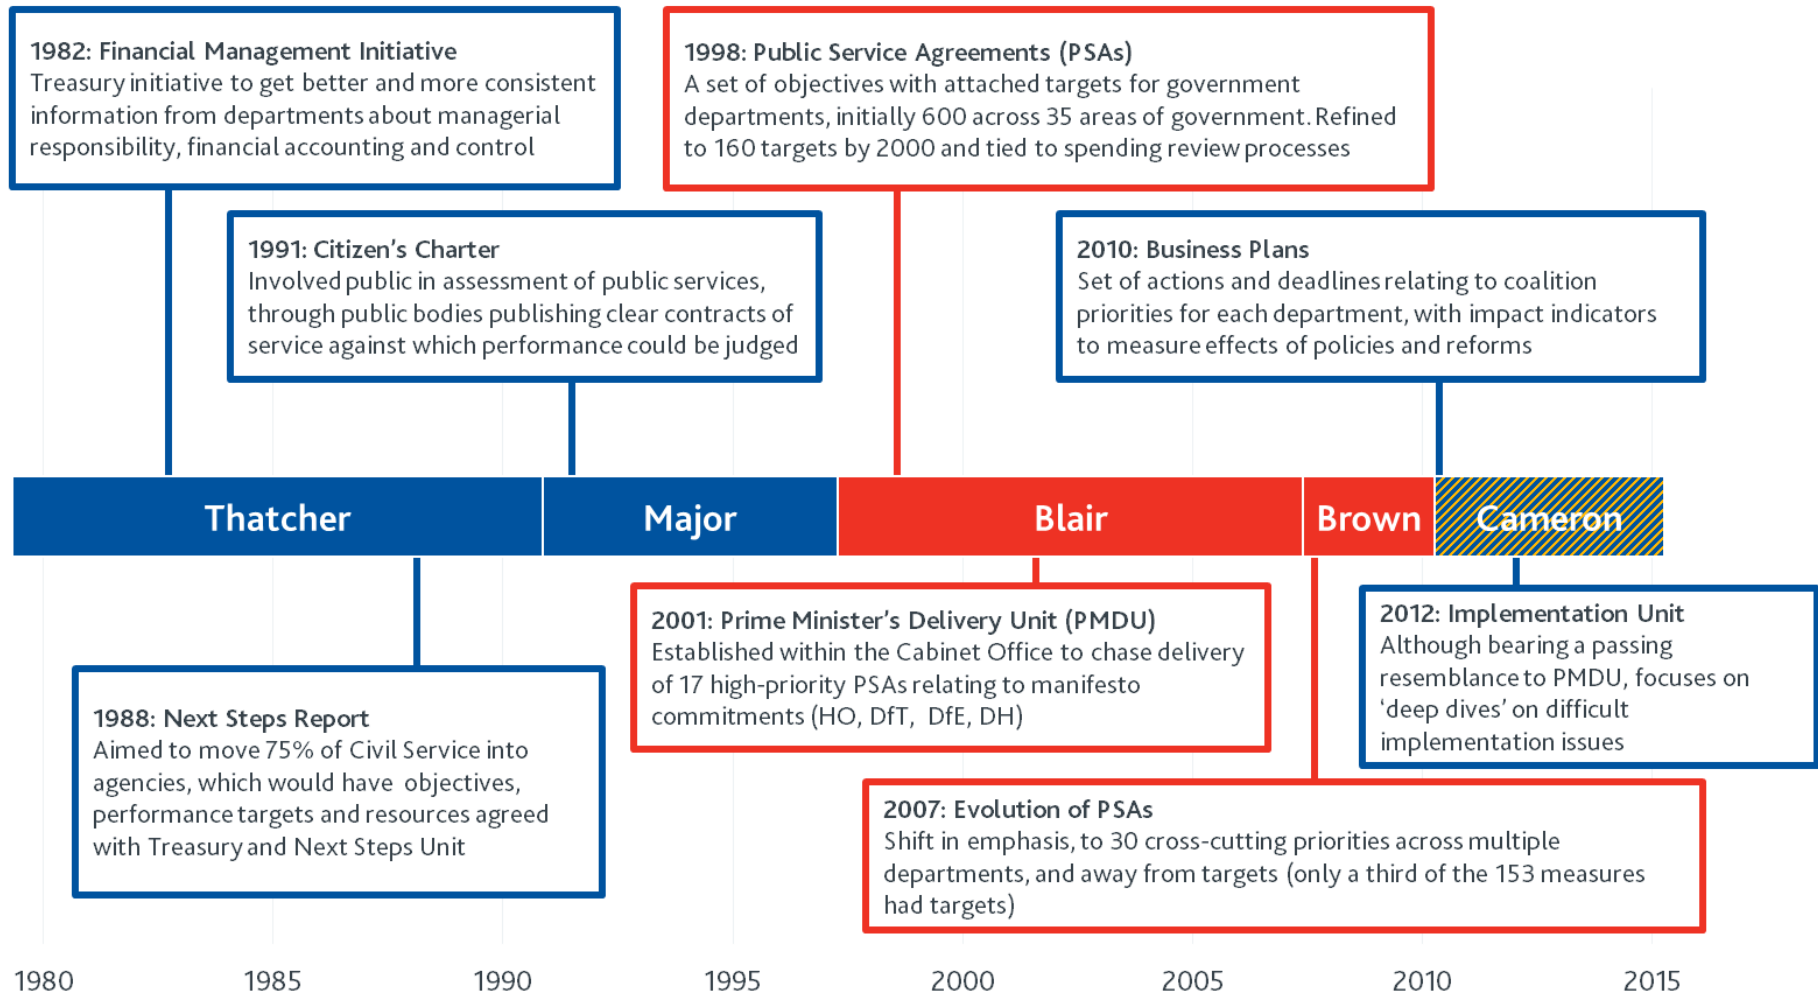 1982: Financial Management Initiative
Treasury initiative to get better and more consistent
information from departments about managerial
responsibility, financial accounting and control
1998: Public Service Agreements (PSAs)
A set of objectives with attached targets for government
departments, initially 600 across 35 areas of government. Refined
to 160 targets by 2000 and tied to spending review processes
1991: Citizen's Charter
Involved public in assessment of public services,
through public bodies publishing clear contracts of
service against which performance could be judged
2010: Business Plans
Set of actions and deadlines relating to coalition
priorities for each department, with impact indicators
to measure effects of policies and reforms
Thatcher
Major
Blair
Brown
Cameron
1988: Next Steps Report
Aimed to move 75% of Civil Service into
agencies, which would have objectives,
performance targets and resources agreed
with Treasury and Next Steps Unit
2001: Prime Minister's Delivery Unit (PMDU)
Established within the Cabinet Office to chase delivery
of 17 high-priority PSAs relating to manifesto
commitments (HO, DfT, DfE, DH)
2012: Implementation Unit
Although bearing a passing
resemblance to PMDU, focuses on
'deep dives' on difficult
implementation issues
2007: Evolution of PSAs
Shift in emphasis, to 30 cross-cutting priorities across multiple
departments, and away from targets (only a third of the 153 measures
had targets)
1980
1985
1990
1995
2000
2005
2010
2015